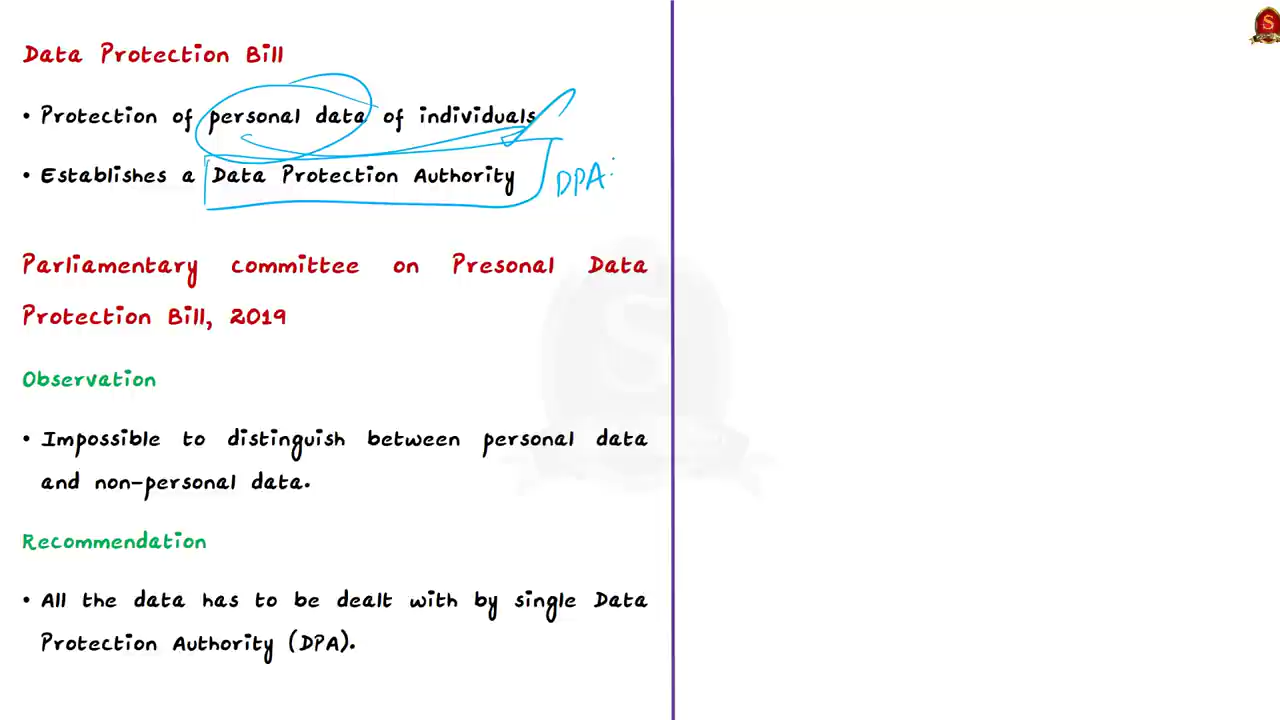 Data Protection Bill
• Protection of personal data of individuals
• Establishes a Data Protection Authority DPA:
Parliamentary committee on Presonal Data
Protection Bill, 2019
Observation
• Impossible to distinguish between personal data
and non-personal data.
Recommendation
• All the data has to be dealt with by single Data
Protection Authority (DPA).
S
S